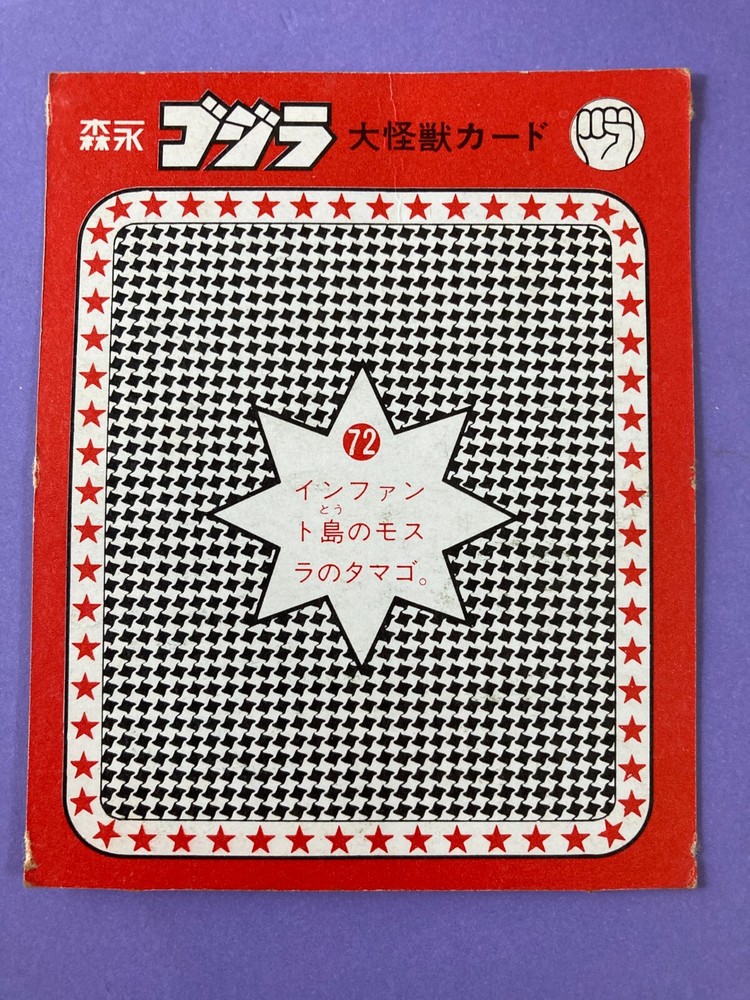 森永 ゴジラ 大怪獣カード
72
インファン
とう
ト島のモス
ラのタマゴ。